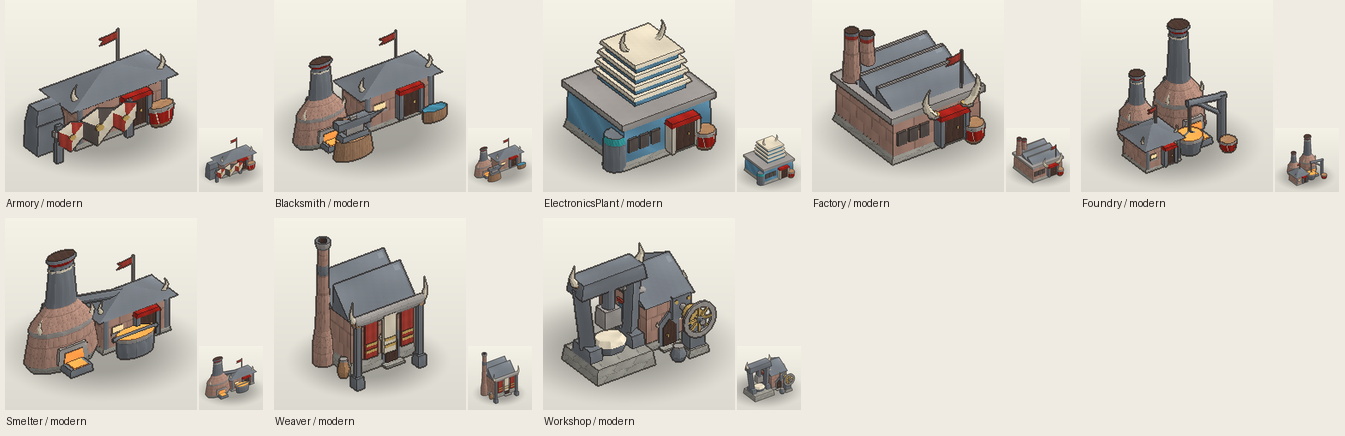 Armory / modern
Blacksmith / modern
ElectronicsPlant / modern
Factory / modern
Foundry / modern
Smelter / modern
Weaver / modern
Workshop / modern